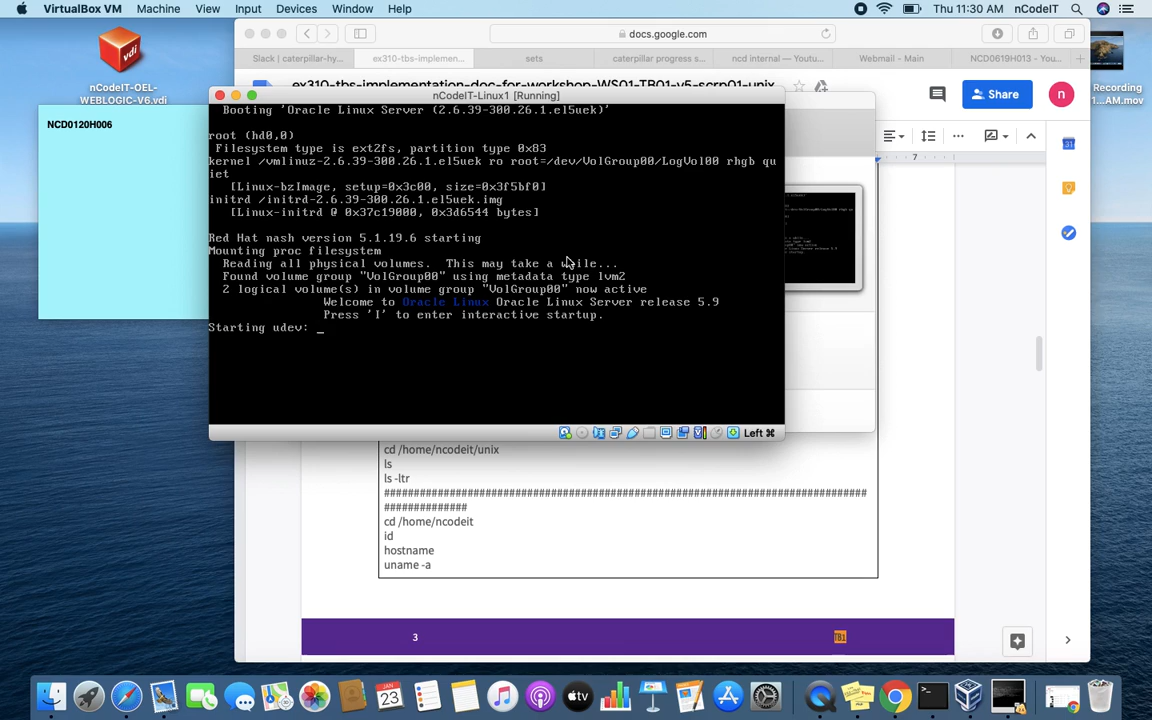 VirtualBox VM Machine View Input Devices Window Help
Thu 11:30 AM nCodeIT
docs.google.com
Slack | caterpillar-hy...
ex310-tbs-implemen...
sets
caterpillar progress s...
ncd internal — Youtu...
Webmail - Main
NCD0619H013 - You...
vdi
nCodeIT-OEL-
WEBLOGIC-V6.vdi
NCD0120H006
ex310-tbs-implementation-doc-for-workshop-WS01-TB01-v5-scrp01-unix
Share
n
Recording
1...AM.mov
7
31
nCodeIT-Linux1 [Running]
Booting 'Oracle Linux Server (2.6.39-300.26.1.el5uek)'
root (hd0,0)
Filesystem type is ext2fs, partition type 0x83
kernel /vmlinuz-2.6.39-300.26.1.el5uek ro root=/dev/VolGroup00/LogVol00 rhgb qu
iet
[Linux-bzImage, setup=0x3c00, size=0x3f5bf0]
initrd /initrd-2.6.39-300.26.1.el5uek.img
[Linux-initrd @ 0x37c19000, 0x3d6544 bytes]
Red Hat nash version 5.1.19.6 starting
Mounting proc filesystem
Reading all physical volumes. This may take a while...
Found volume group "VolGroup00" using metadata type lvm2
2 logical volume(s) in volume group "VolGroup00" now active
Welcome to Oracle Linux Oracle Linux Server release 5.9
Press 'I' to enter interactive startup.
Starting udev: _
Left ⌘
cd /home/ncodeit/unix
ls
ls -ltr
##################################################################################
##############
cd /home/ncodeit
id
hostname
uname -a
3
TB1
JAN
23
tv